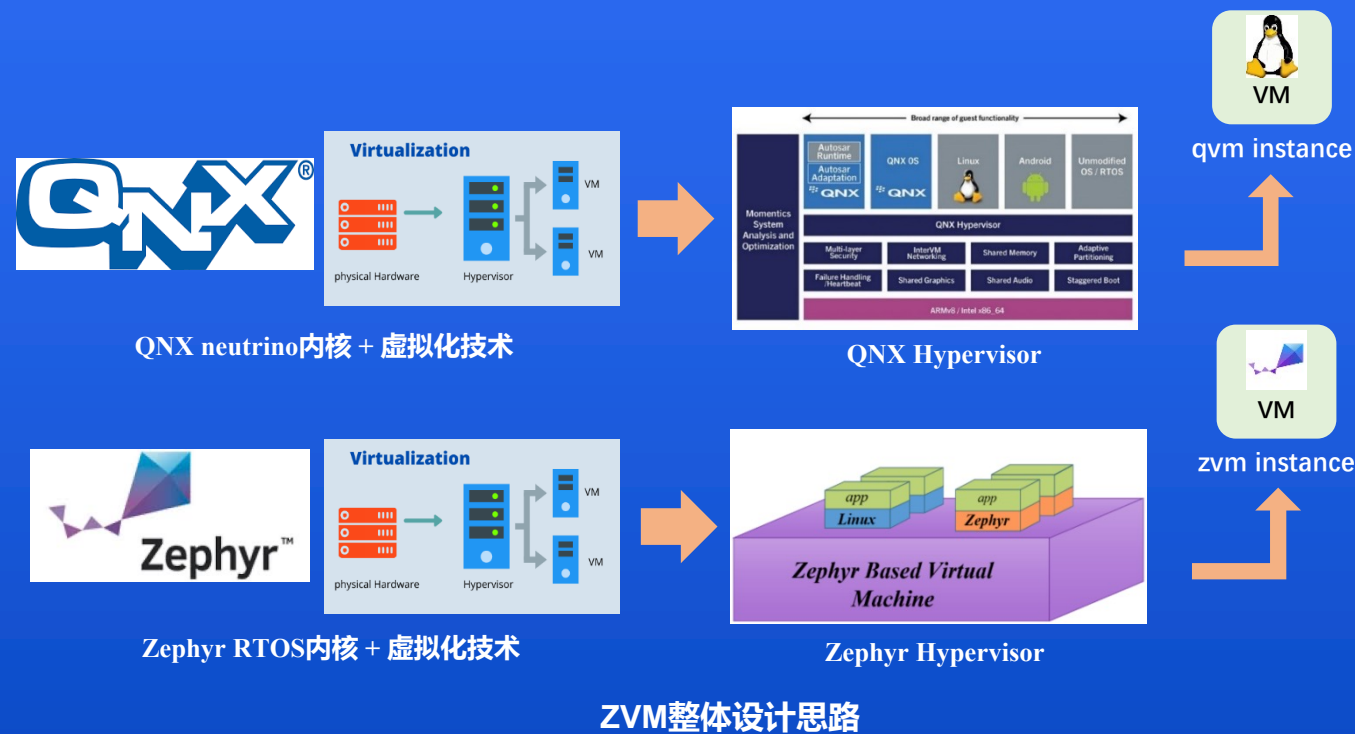 VM
qvm instance
QNX®
Virtualization
physical Hardware
Hypervisor
VM
VM
QNX neutrino内核 + 虚拟化技术
Broad range of guest functionality
Momentics
System
Analysis and
Optimization
Autosar
Runtime
Autosar
Adaptation
QNX
QNX OS
QNX
Linux
Android
Unmodified
OS / RTOS
QNX Hypervisor
Multi-layer
Security
InterVM
Networking
Shared Memory
Adaptive
Partitioning
Failure Handling
/Heartbeat
Shared Graphics
Shared Audio
Staggered Boot
ARMv8 / Intel x86_64
QNX Hypervisor
VM
zvm instance
Zephyr™
Virtualization
physical Hardware
Hypervisor
VM
VM
Zephyr RTOS内核 + 虚拟化技术
app
Linux
app
Zephyr
Zephyr Based Virtual
Machine
Zephyr Hypervisor
ZVM整体设计思路